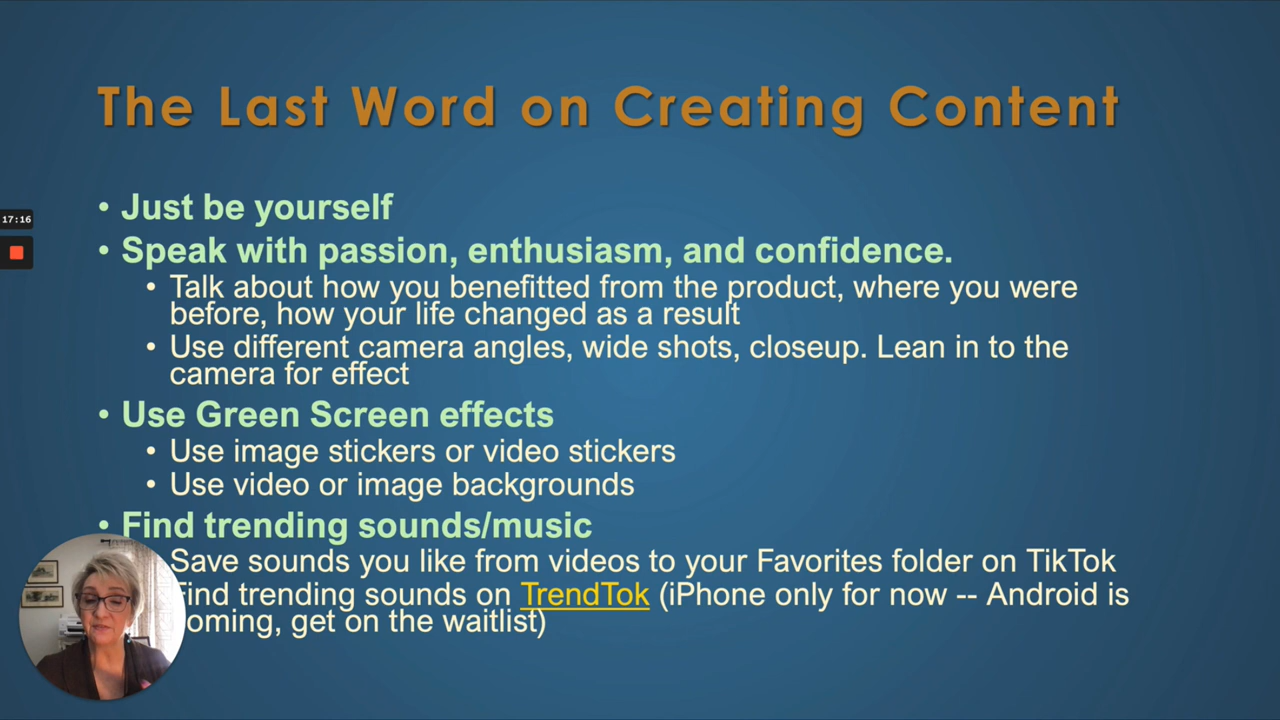 The Last Word on Creating Content
• Just be yourself
17:16
• Speak with passion, enthusiasm, and confidence.
• Talk about how you benefitted from the product, where you were
before, how your life changed as a result
• Use different camera angles, wide shots, closeup. Lean in to the
camera for effect
• Use Green Screen effects
• Use image stickers or video stickers
• Use video or image backgrounds
• Find trending sounds/music
Save sounds you like from videos to your Favorites folder on TikTok
find trending sounds on TrendTok (iPhone only for now -- Android is
oming, get on the waitlist)